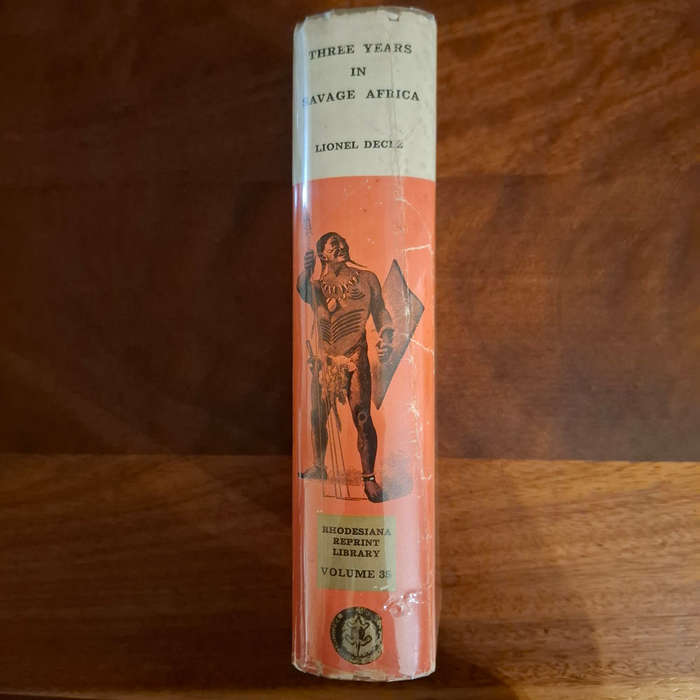 THREE YEARS
IN
SAVAGE AFRICA
LIONEL DECLE
RHODESIANA
REPRINT
LIBRARY
VOLUME 35